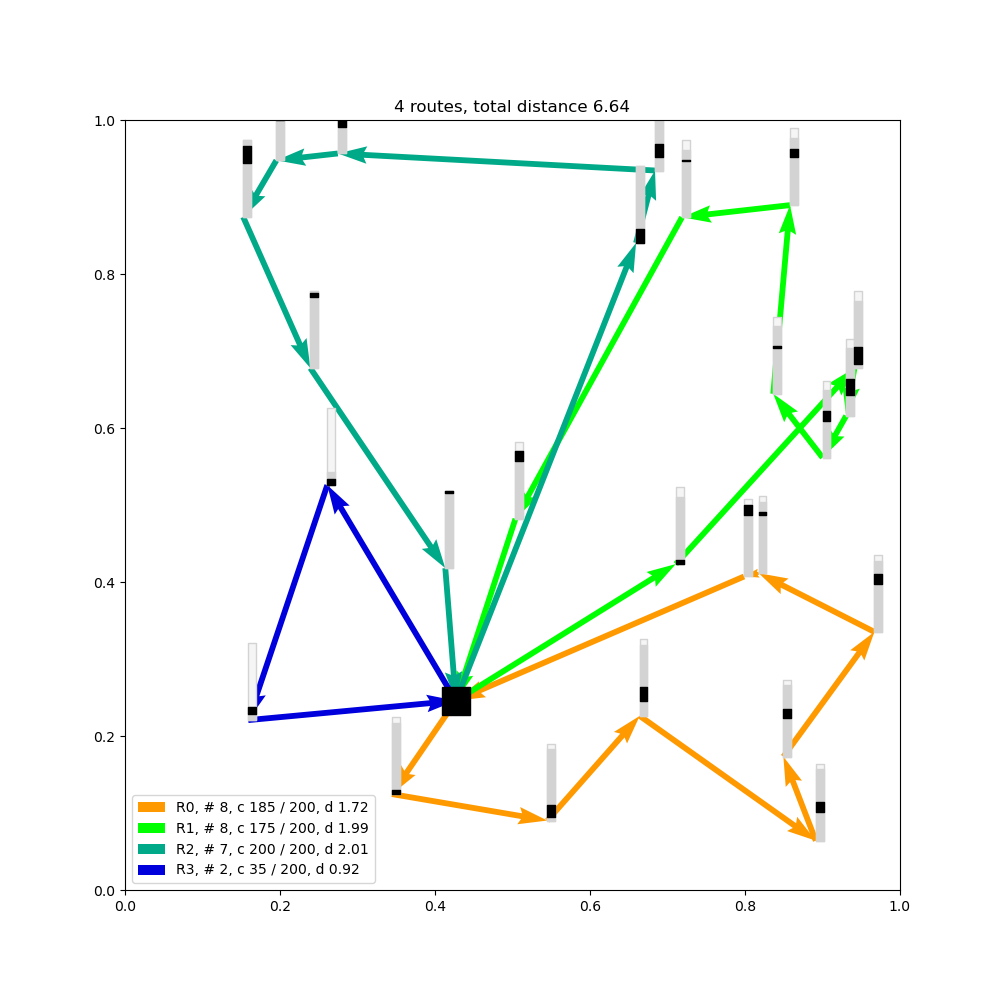 4 routes, total distance 6.64
1.0
0.8
0.6
0.4
0.2
0.0
R0, # 8, c 185 / 200, d 1.72
R1, # 8, c 175 / 200, d 1.99
R2, # 7, c 200 / 200, d 2.01
R3, # 2, c 35 / 200, d 0.92
0.0 0.2 0.4 0.6 0.8 1.0